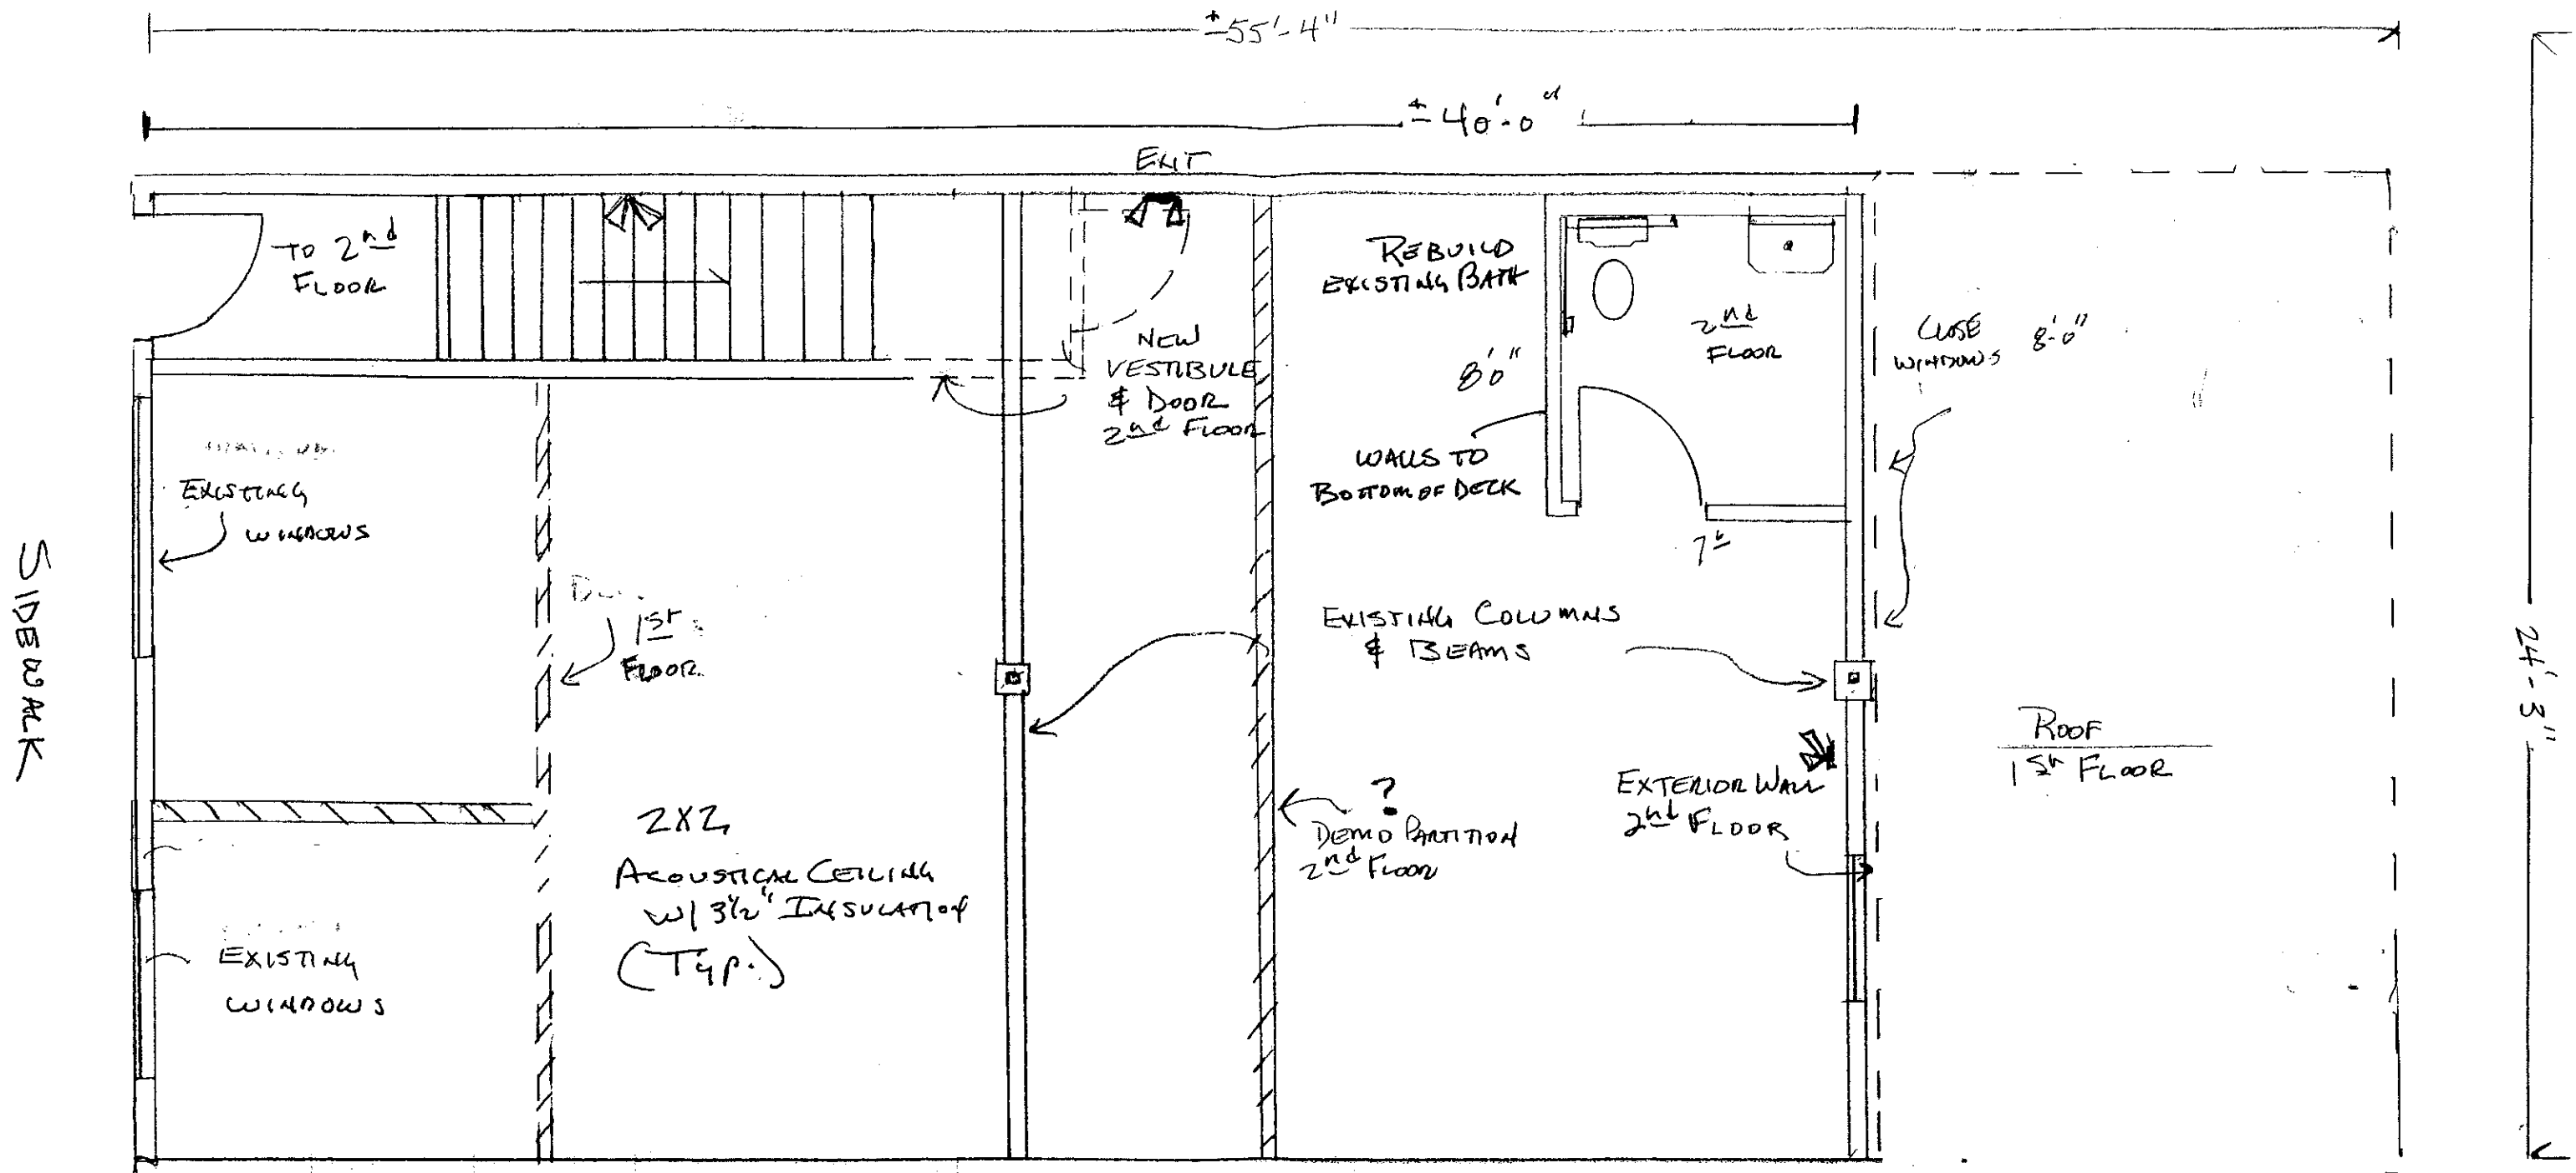 ±55'-4"
±40'-0"
EXIT
TO 2nd
FLOOR
REBUILD
EXISTING BATH
2nd
FLOOR
CLOSE
WINDOWS 8'-0"
NEW
VESTIBULE
& DOOR
2nd FLOOR
8'0"
WALLS TO
BOTTOM OF DECK
EXISTING
WINDOWS
SIDEWALK
1st
FLOOR
EXISTING COLUMNS
& BEAMS
24'-3"
ROOF
1st FLOOR
EXTERIOR WALL
2nd FLOOR
?
DEMO PARTITION
2nd FLOOR
2X2
ACOUSTICAL CEILING
W/ 3½" INSULATION
(TYP.)
EXISTING
WINDOWS